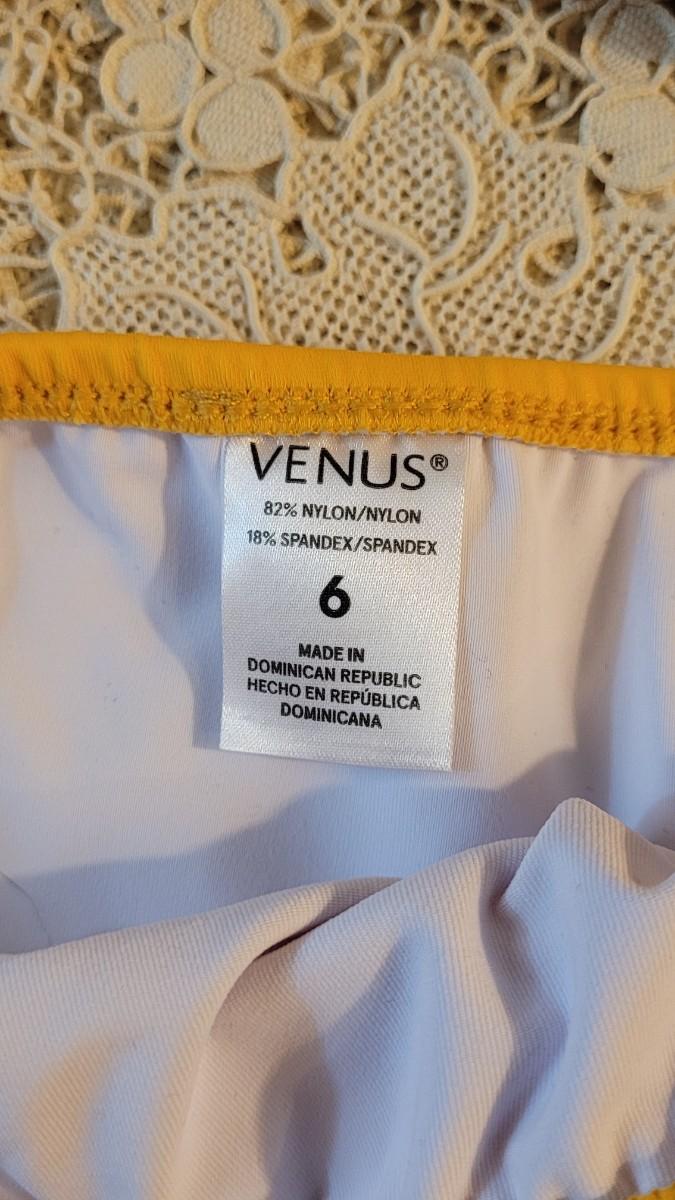 VENUS®
82% NYLON/NYLON
18% SPANDEX/SPANDEX
6
MADE IN
DOMINICAN REPUBLIC
HECHO EN REPÚBLICA
DOMINICANA